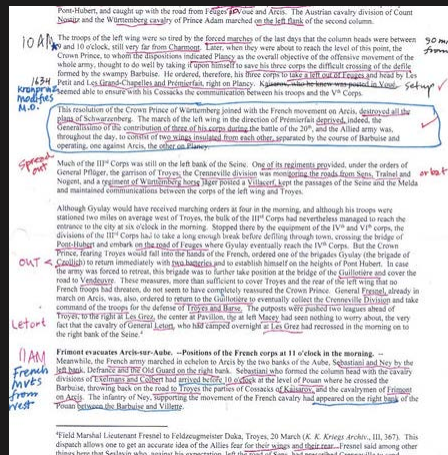 Pont-Hubert, and caught up with the road from Feuges to Voue and Arcis. The Austrian cavalry division of Count
Nostitz and the Württemberg cavalry of Prince Adam marched on the left flank of the second column.
10 AM
The troops of the left wing were so tired by the forced marches of the last days that the column heads were between
9 and 10 o'clock, still very far from Charmont. Later, when they were about to reach the level of this point, the
Crown Prince, to whom the dispositions indicated Plancy as the overall objective of the offensive movement of the
whole army, thought to do well by taking it upon himself to save his three corps the difficult crossing of the defile
formed by the swampy Barbuise. He ordered, therefore, his three corps to take a left out of Feuges and head by Les
Petit and Les Grandes-Chapelles and Prémierfait, right on Plancy.
seemed able to ensure with his Cossacks the communication between his troops and the Vth Corps.
setup
modifies
M.O.
This resolution of the Crown Prince of Württemberg joined with the French movement on Arcis, destroyed all the
plans of Schwarzenberg. The march of the left wing in the direction of Prémierfait deprived, indeed, the
Generalissimo of the contribution of three of his corps during the battle of the 20th, and the Allied army was,
throughout the day, to consist of two wings insulated from each other, separated by the course of Barbuise and
operating, one against Arcis, the other on Plancy.
Spread
out
Much of the IIIrd Corps was still on the left bank of the Seine. One of its regiments provided, under the orders of
General Pflüger, the garrison of Troyes, the Crenneville division was monitoring the roads from Sens, Trainel and
Nogent, and a regiment of Württemberg horse jäger posted a Villacerf, kept the passages of the Seine and the Melda
and maintained communications between the corps of the left wing and Troyes.
Although Gyulay would have received marching orders at four in the morning, and although his troops were
stationed two miles on average west of Troyes, the bulk of the IIIrd Corps had nevertheless managed to reach the
entrance to the city at six o'clock in the morning. Stopped there by the equipment of the IVth and VIth corps, the
divisions of the IIIrd Corps had to take a long enough break before defiling through town, crossing the bridge of
Pont-Hubert and embark on the road of Feuges where Gyulay eventually reach the IVth Corps. But the Crown
Prince, fearing Troyes would fall into the hands of the French, ordered one of the brigades Gyulay (the brigade of
Czollich) to return immediately with two batteries and to establish himself on the heights of Pont Hubert. In case
the army was forced to retreat, this brigade was to further take position at the bridge of Guillotière and cover the
road to Vendeuvre. These measures, more than sufficient to cover Troyes and the rear of the left wing that no
French troops had threaten, do not seem to have completely reassured the Crown Prince. General Fresnel, already in
march on Arcis, was, also, ordered to return to Guillotière to eventually collect the Crenneville Division and take
command of the troops for the defense of Troyes and Barse. The outposts were pushed two leagues ahead of
Troyes, to the right at Les Grez, the center at Pavillon, the at left Macey had seen nothing to worry about, the very
fact that the cavalry of General Letort, who had camped overnight at Les Grez had recrossed in the morning on to
the right bank of the Seine.
OUT
Letort
11 AM
French
Mvts
from
West
Frimont evacuates Arcis-sur-Aube. --Positions of the French corps at 11 o'clock in the morning. --
Meanwhile, the French army marched in echelon to Arcis by the two banks of the Aube, Sebastiani and Ney by the
left bank, Defrance and the Old Guard on the right bank. Sebastiani who formed the column head with the cavalry
divisions of Exelmans and Colbert had arrived before 10 o'clock at the level of Pouan where he crossed the
Barbuise, throwing back on the road to Troyes the parties of Cossacks of Kaisarov, and the cavalrymen of Frimont
on Arcis. The infantry of Ney, supporting the movement of the French cavalry had appeared on the right bank of the
Pouan between the Barbuise and Villette.
Field Marshal Lieutenant Fresnel to Feldzeugmeister Duka, Troyes, 20 March (K. K. Kriegs Archiv., III, 367). This
dispatch allows one to get an accurate idea of the Allies fear for their wings and their rear...Fresnel said among other